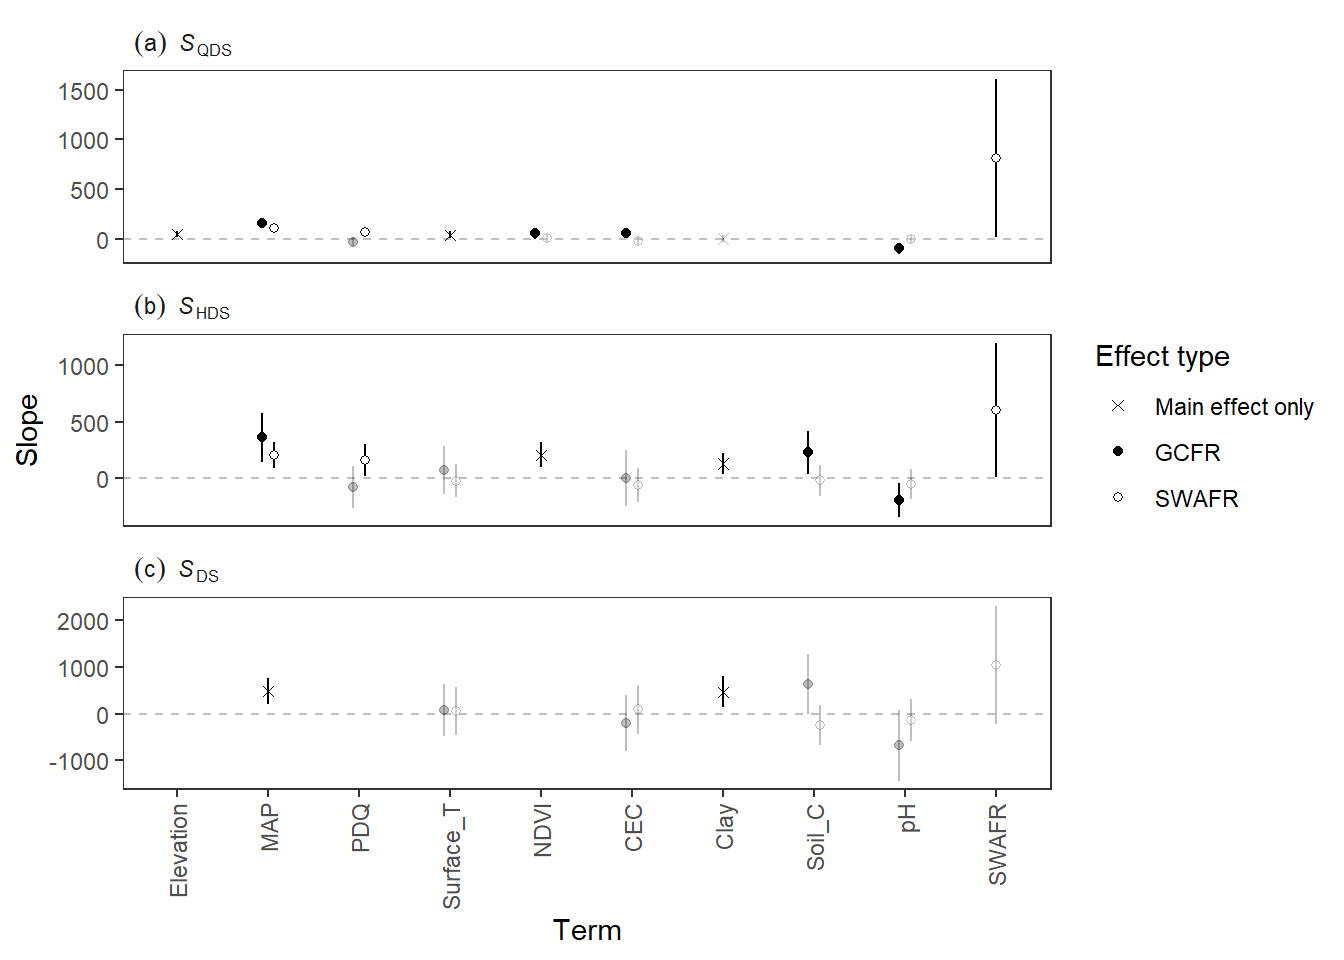 (a) SQDS
1500
1000
500
0
(b) SHDS
1000
500
0
(c) SDS
2000
1000
0
-1000
Slope
Elevation
MAP
PDQ
Surface_T
NDVI
CEC
Clay
Soil_C
pH
SWAFR
Term
Effect type
Main effect only
GCFR
SWAFR